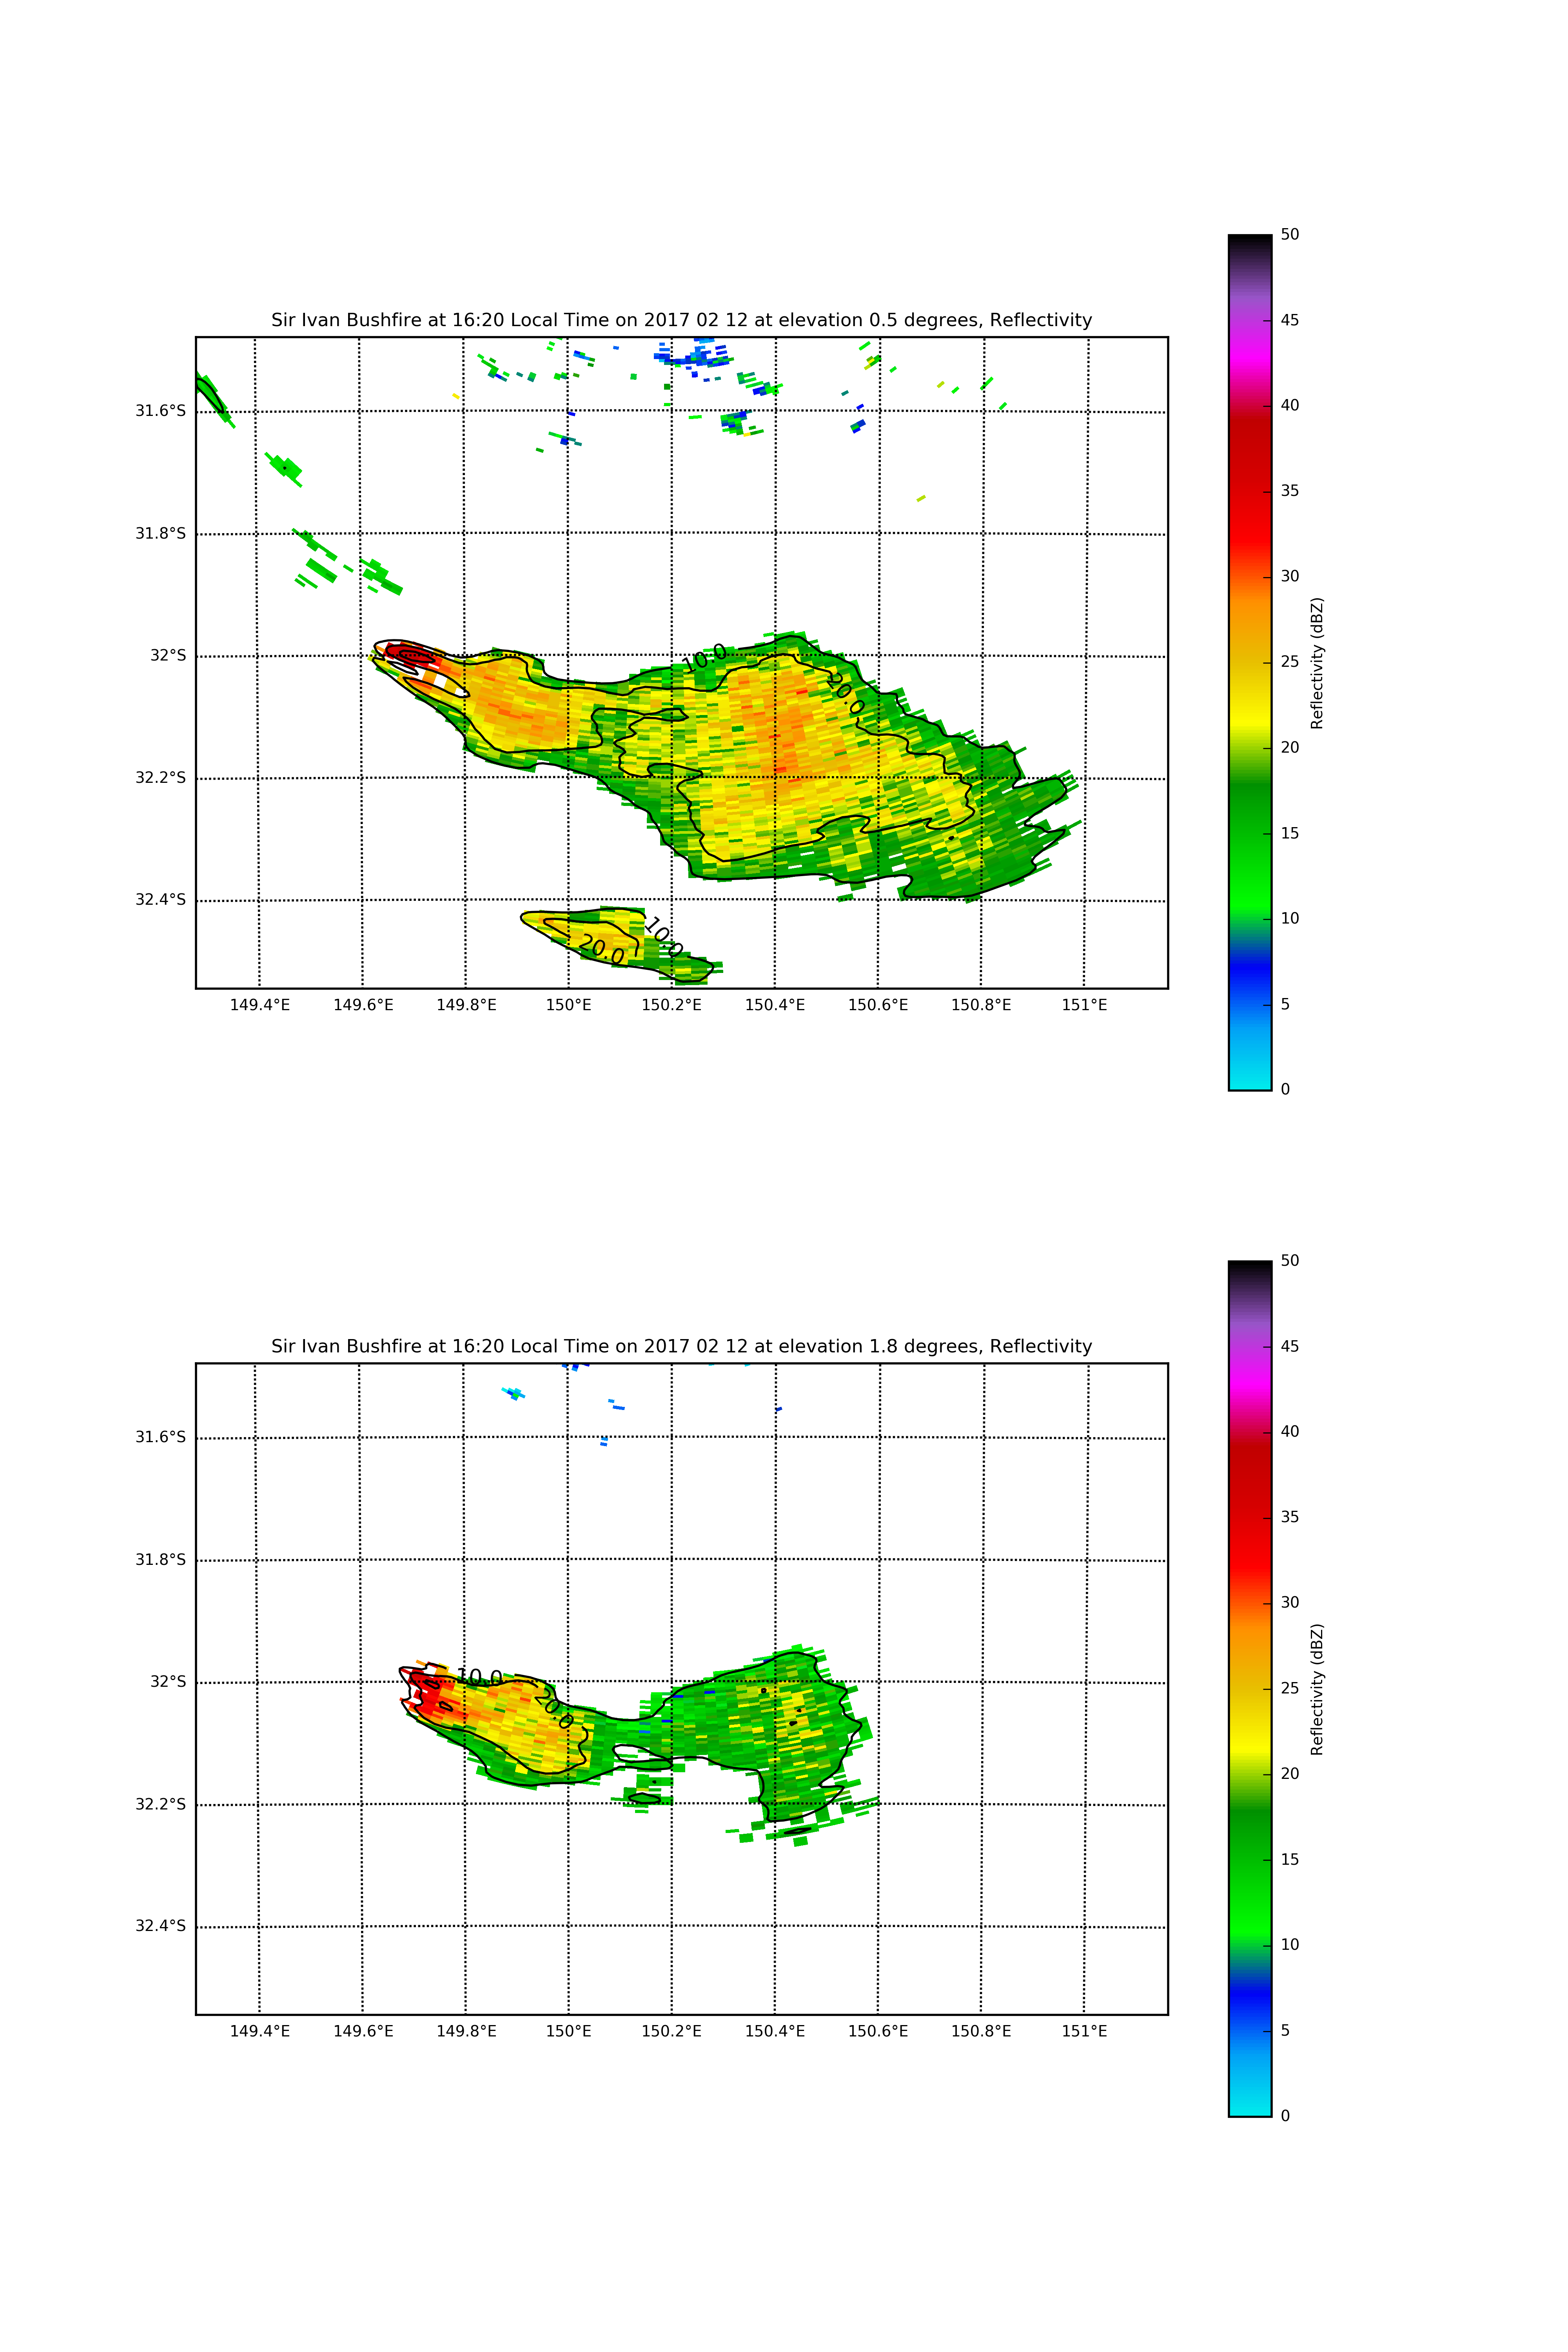 Sir Ivan Bushfire at 16:20 Local Time on 2017 02 12 at elevation 0.5 degrees, Reflectivity
31.6°S
31.8°S
32°S
32.2°S
32.4°S
149.4°E 149.6°E 149.8°E 150°E 150.2°E 150.4°E 150.6°E 150.8°E 151°E
10.0
20.0
10.0
20.0
50
45
40
35
30
25
20
15
10
5
0
Reflectivity (dBZ)
Sir Ivan Bushfire at 16:20 Local Time on 2017 02 12 at elevation 1.8 degrees, Reflectivity
31.6°S
31.8°S
32°S
32.2°S
32.4°S
149.4°E 149.6°E 149.8°E 150°E 150.2°E 150.4°E 150.6°E 150.8°E 151°E
10.0
20.0
50
45
40
35
30
25
20
15
10
5
0
Reflectivity (dBZ)